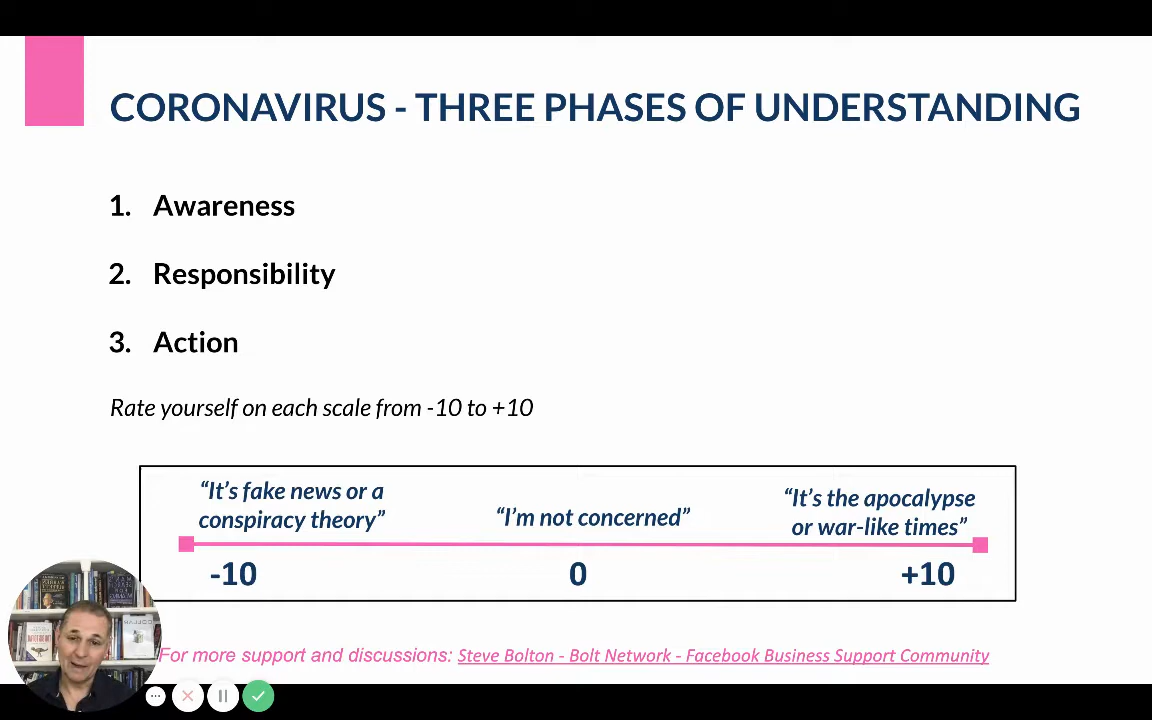 CORONAVIRUS - THREE PHASES OF UNDERSTANDING
1. Awareness
2. Responsibility
3. Action
Rate yourself on each scale from -10 to +10
“It’s fake news or a
conspiracy theory”
“I’m not concerned”
“It’s the apocalypse
or war-like times”
-10 0 +10
For more support and discussions: Steve Bolton - Bolt Network - Facebook Business Support Community